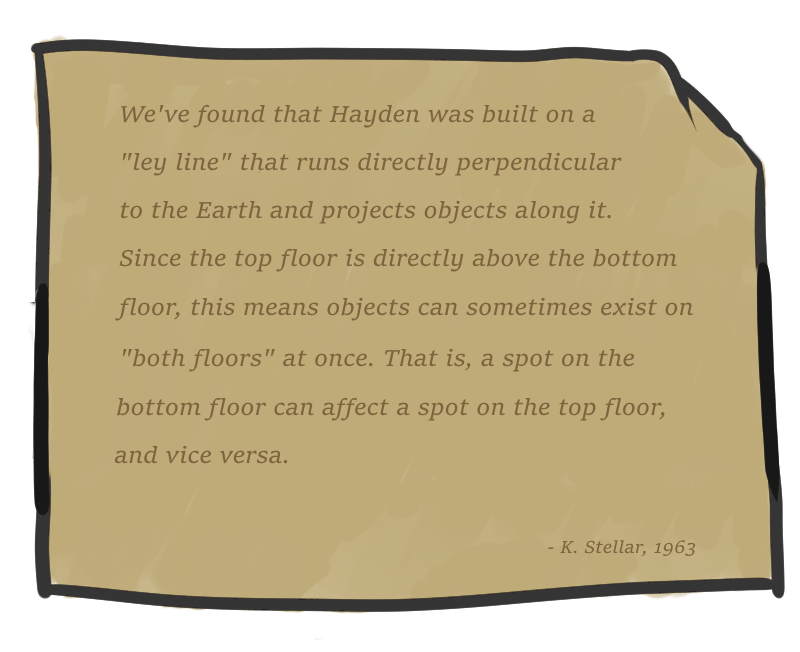 We've found that Hayden was built on a
"ley line" that runs directly perpendicular
to the Earth and projects objects along it.
Since the top floor is directly above the bottom
floor, this means objects can sometimes exist on
"both floors" at once. That is, a spot on the
bottom floor can affect a spot on the top floor,
and vice versa.
- K. Stellar, 1963